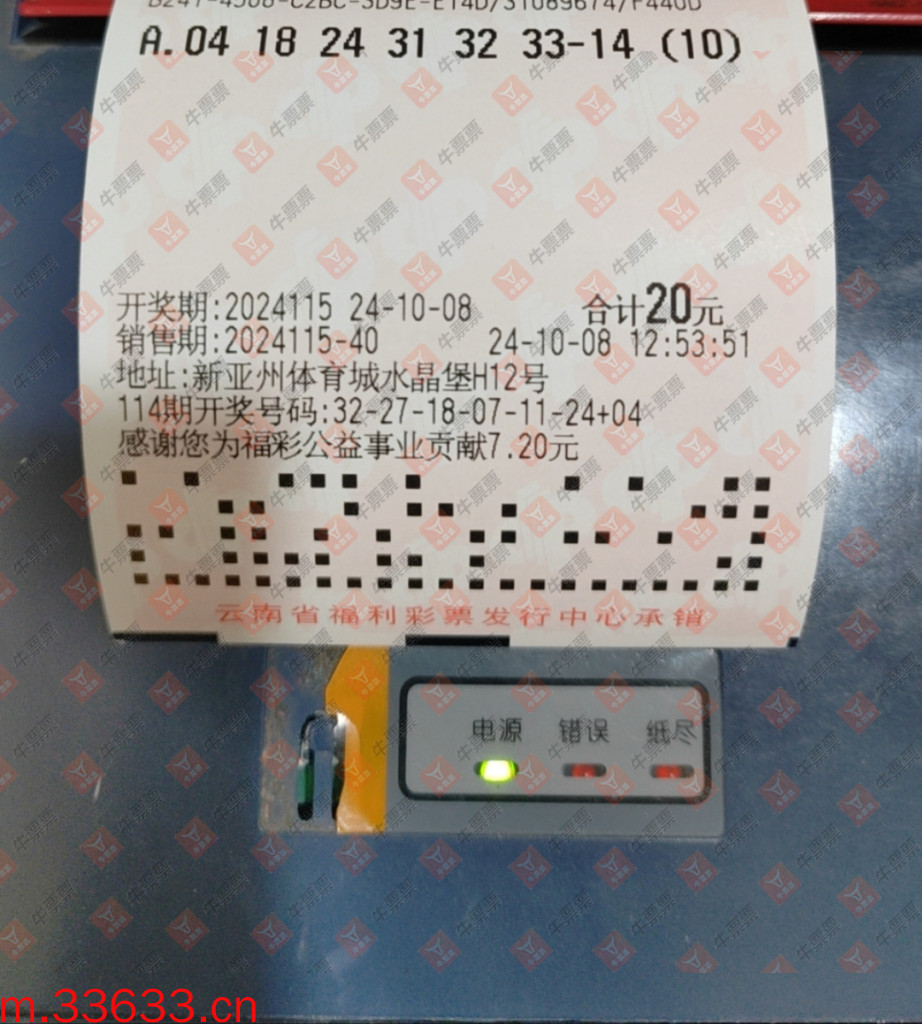 A.04 18 24 31 32 33-14 (10)
开奖期:2024115 24-10-08 合计20元
销售期:2024115-40 24-10-08 12:53:51
地址:新亚州体育城水晶堡H12号
114期开奖号码:32-27-18-07-11-24+04
感谢您为福彩公益事业贡献7.20元
云南省福利彩票发行中心承销
电源 错误 纸尽
牛票票
m.33633.cn